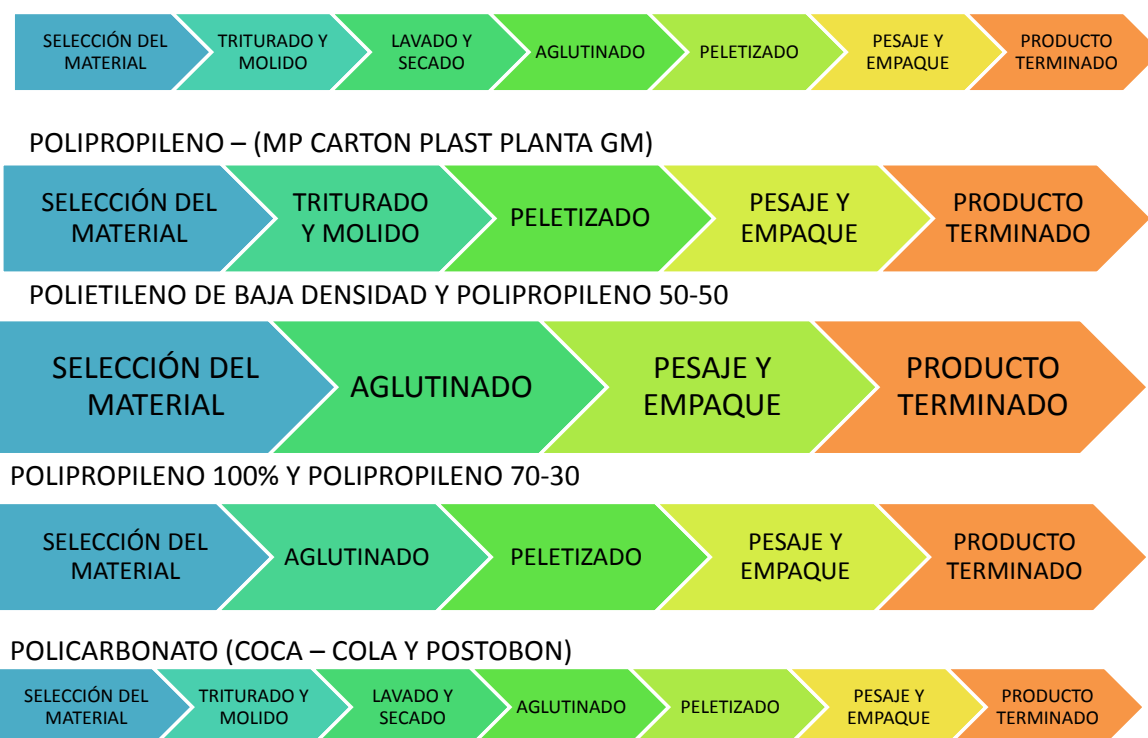 SELECCIÓN DEL
MATERIAL
TRITURADO Y
MOLIDO
LAVADO Y
SECADO
AGLUTINADO
PELETIZADO
PESAJE Y
EMPAQUE
PRODUCTO
TERMINADO
POLIPROPILENO – (MP CARTON PLAST PLANTA GM)
SELECCIÓN DEL
MATERIAL
TRITURADO
Y MOLIDO
PELETIZADO
PESAJE Y
EMPAQUE
PRODUCTO
TERMINADO
POLIETILENO DE BAJA DENSIDAD Y POLIPROPILENO 50-50
SELECCIÓN DEL
MATERIAL
AGLUTINADO
PESAJE Y
EMPAQUE
PRODUCTO
TERMINADO
POLIPROPILENO 100% Y POLIPROPILENO 70-30
SELECCIÓN DEL
MATERIAL
AGLUTINADO
PELETIZADO
PESAJE Y
EMPAQUE
PRODUCTO
TERMINADO
POLICARBONATO (COCA – COLA Y POSTOBON)
SELECCIÓN DEL
MATERIAL
TRITURADO Y
MOLIDO
LAVADO Y
SECADO
AGLUTINADO
PELETIZADO
PESAJE Y
EMPAQUE
PRODUCTO
TERMINADO